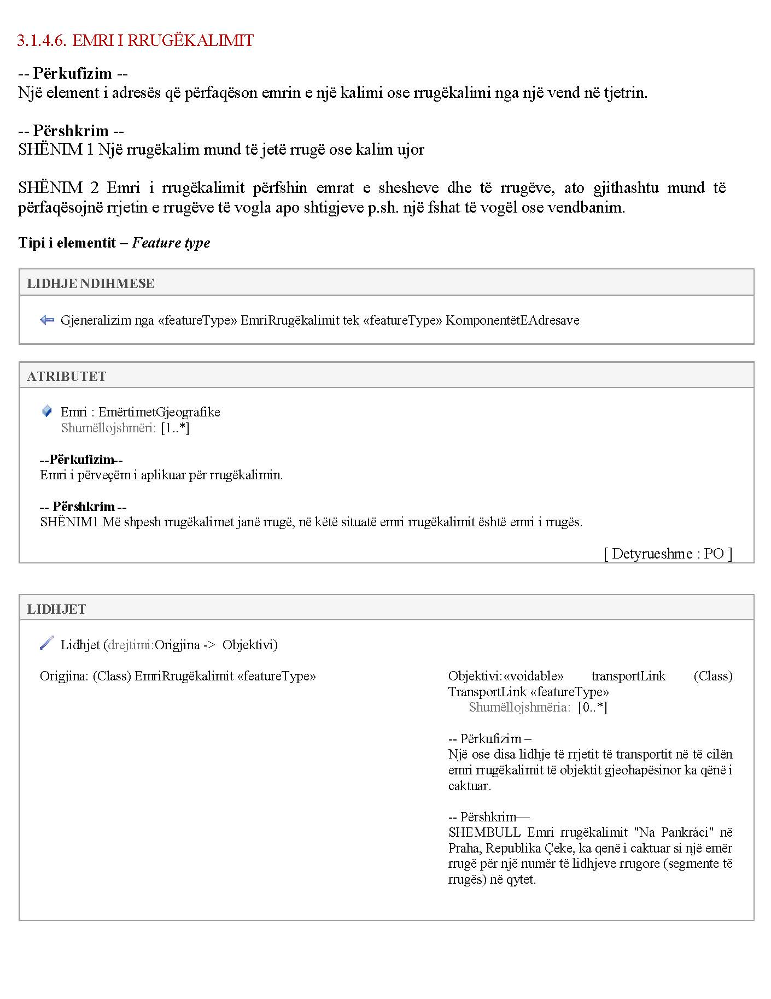 3.1.4.6. EMRI I RRUGËKALIMIT
-- Përkufizim --
Një element i adresës që përfaqëson emrin e një kalimi ose rrugëkalimi nga një vend në tjetrin.
-- Përshkrim --
SHËNIM 1 Një rrugëkalim mund të jetë rrugë ose kalim ujor
SHËNIM 2 Emri i rrugëkalimit përfshin emrat e shesheve dhe të rrugëve, ato gjithashtu mund të
përfaqësojnë rrjetin e rrugëve të vogla apo shtigjeve p.sh. një fshat të vogël ose vendbanim.
Tipi i elementit – Feature type
LIDHJE NDIHMESE
Gjeneralizim nga «featureType» EmriRrugëkalimit tek «featureType» KomponentëtEAdresave
ATRIBUTET
Emri : EmërtimetGjeografike
Shumëllojshmëri: [1..*]
--Përkufizim--
Emri i përveçëm i aplikuar për rrugëkalimin.
-- Përshkrim --
SHËNIM1 Më shpesh rrugëkalimet janë rrugë, në këtë situatë emri rrugëkalimit është emri i rrugës.
[ Detyrueshme : PO ]
LIDHJET
Lidhjet (drejtimi:Origjina -> Objektivi)
Origjina: (Class) EmriRrugëkalimit «featureType»
Objektivi:«voidable» transportLink (Class)
TransportLink «featureType»
Shumëllojshmëria: [0..*]
-- Përkufizim –
Një ose disa lidhje të rrjetit të transportit në të cilën
emri rrugëkalimit të objektit gjeohapësinor ka qënë i
caktuar.
-- Përshkrim—
SHEMBULL Emri rrugëkalimit "Na Pankráci" në
Praha, Republika Çeke, ka qenë i caktuar si një emër
rrugë për një numër të lidhjeve rrugore (segmente të
rrugës) në qytet.